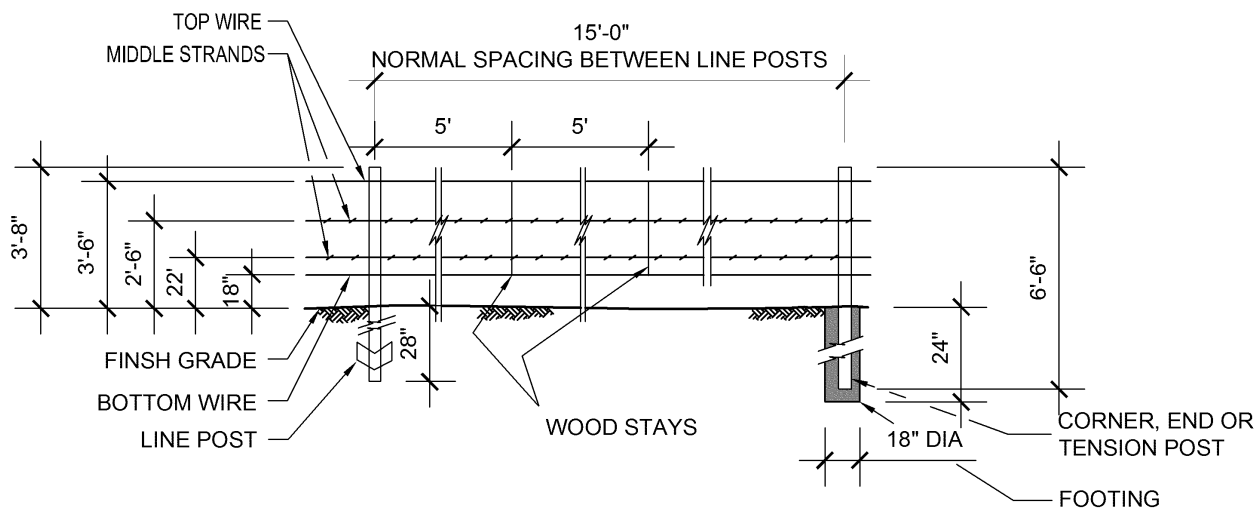 TOP WIRE
MIDDLE STRANDS
15'-0"
NORMAL SPACING BETWEEN LINE POSTS
5'
5'
3'-8"
3'-6"
2'-6"
22'
18"
6'-6"
28"
24"
FINSH GRADE
BOTTOM WIRE
LINE POST
WOOD STAYS
18" DIA
CORNER, END OR
TENSION POST
FOOTING